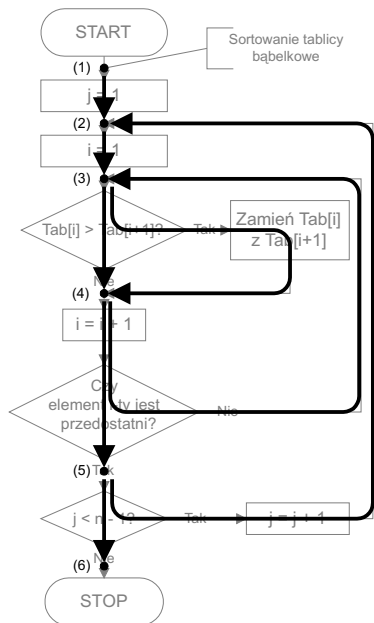 START
Sortowanie tablicy
bąbelkowe
(1)
j = 1
(2)
i = 1
(3)
Tab[i] > Tab[i+1]?
Tak
Zamień Tab[i]
z Tab[i+1]
Nie
(4)
i = i + 1
Czy
element i-ty jest
przedostatni?
Nie
(5)
Tak
j < n - 1?
Tak
j = j + 1
Nie
(6)
STOP